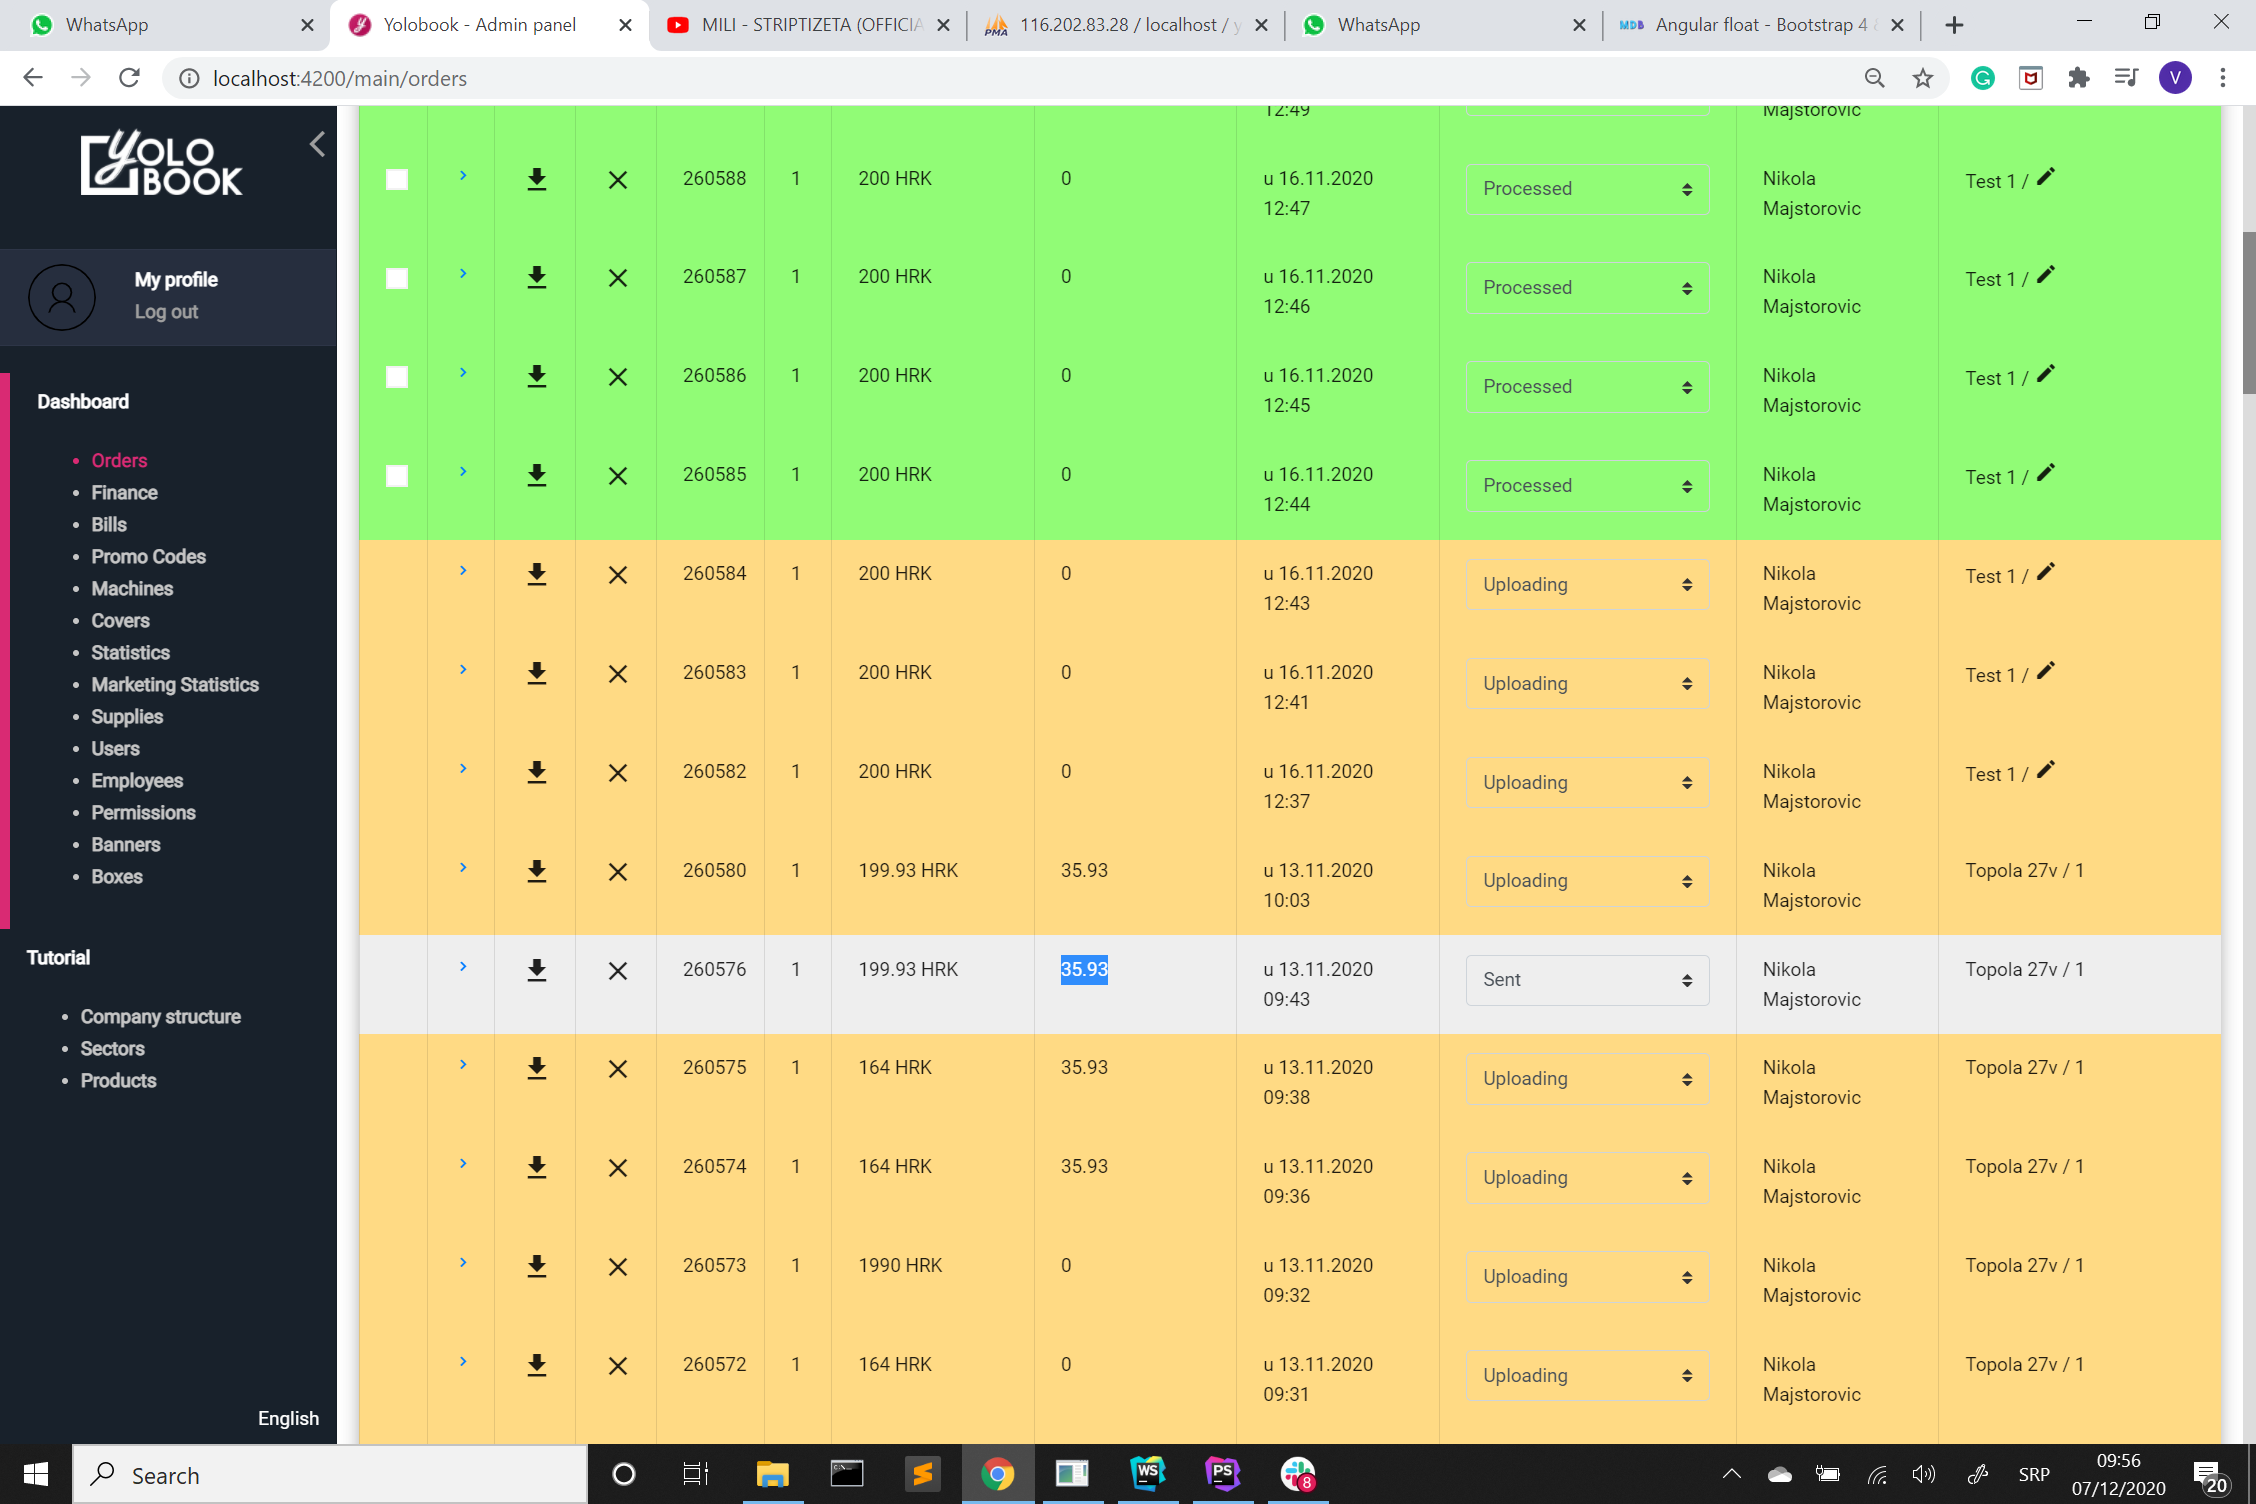 WhatsApp
Yolobook - Admin panel
MILI - STRIPTIZETA (OFFICIA
116.202.83.28 / localhost / y
WhatsApp
Angular float - Bootstrap 4
localhost:4200/main/orders
V
YOLO
BOOK
My profile
Log out
Dashboard
• Orders
• Finance
• Bills
• Promo Codes
• Machines
• Covers
• Statistics
• Marketing Statistics
• Supplies
• Users
• Employees
• Permissions
• Banners
• Boxes
Tutorial
• Company structure
• Sectors
• Products
English
12:49 Majstorovic
260588 1 200 HRK 0 u 16.11.2020 Processed Nikola Test 1 /
12:47 Majstorovic
260587 1 200 HRK 0 u 16.11.2020 Processed Nikola Test 1 /
12:46 Majstorovic
260586 1 200 HRK 0 u 16.11.2020 Processed Nikola Test 1 /
12:45 Majstorovic
260585 1 200 HRK 0 u 16.11.2020 Processed Nikola Test 1 /
12:44 Majstorovic
260584 1 200 HRK 0 u 16.11.2020 Uploading Nikola Test 1 /
12:43 Majstorovic
260583 1 200 HRK 0 u 16.11.2020 Uploading Nikola Test 1 /
12:41 Majstorovic
260582 1 200 HRK 0 u 16.11.2020 Uploading Nikola Test 1 /
12:37 Majstorovic
260580 1 199.93 HRK 35.93 u 13.11.2020 Uploading Nikola Topola 27v / 1
10:03 Majstorovic
260576 1 199.93 HRK 35.93 u 13.11.2020 Sent Nikola Topola 27v / 1
09:43 Majstorovic
260575 1 164 HRK 35.93 u 13.11.2020 Uploading Nikola Topola 27v / 1
09:38 Majstorovic
260574 1 164 HRK 35.93 u 13.11.2020 Uploading Nikola Topola 27v / 1
09:36 Majstorovic
260573 1 1990 HRK 0 u 13.11.2020 Uploading Nikola Topola 27v / 1
09:32 Majstorovic
260572 1 164 HRK 0 u 13.11.2020 Uploading Nikola Topola 27v / 1
09:31 Majstorovic
Search
WS
PS
8
SRP
09:56
07/12/2020
20